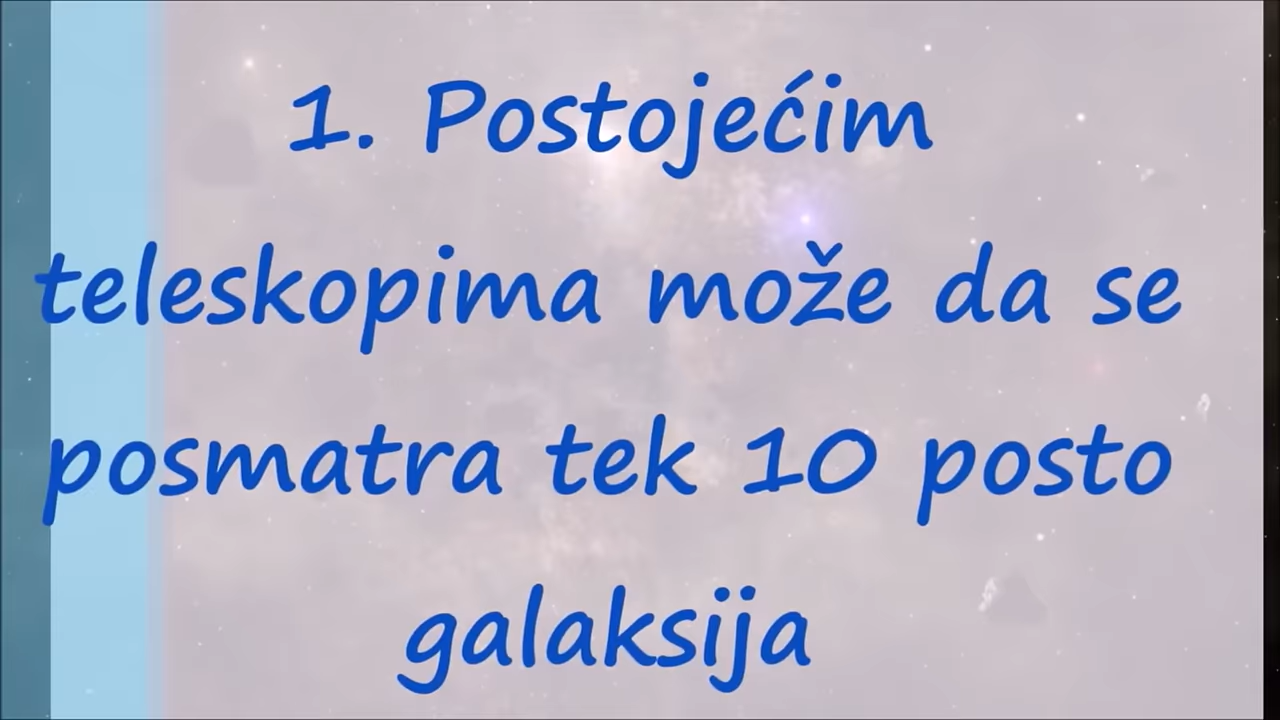 1. Postojećim
teleskopima može da se
posmatra tek 10 posto
galaksija